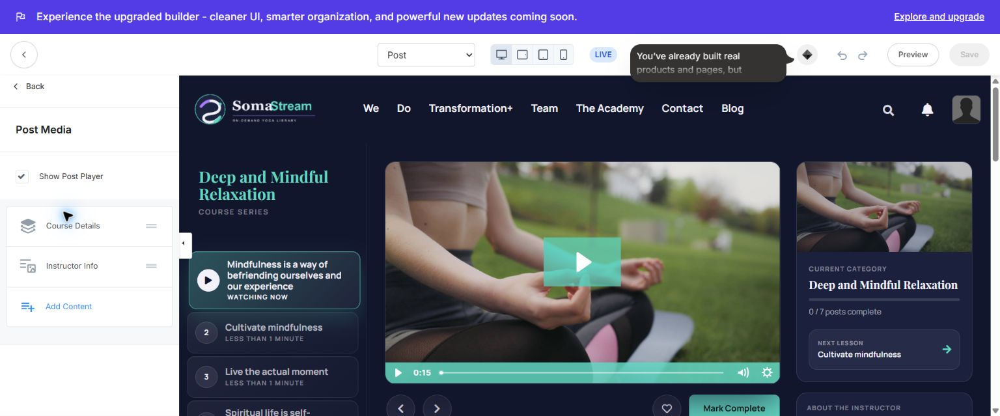 Experience the upgraded builder - cleaner UI, smarter organization, and powerful new updates coming soon.
Explore and upgrade
Post
LIVE
You've already built real
products and pages, but
Preview
Save
Back
Post Media
Show Post Player
Course Details
Instructor Info
Add Content
SomaStream
ON-DEMAND YOGA LIBRARY
We
Do
Transformation+
Team
The Academy
Contact
Blog
Deep and Mindful
Relaxation
COURSE SERIES
Mindfulness is a way of
befriending ourselves and
our experience
WATCHING NOW
2
Cultivate mindfulness
LESS THAN 1 MINUTE
3
Live the actual moment
LESS THAN 1 MINUTE
Spiritual life is self-
0:15
Mark Complete
CURRENT CATEGORY
Deep and Mindful Relaxation
0 / 7 posts complete
NEXT LESSON
Cultivate mindfulness
ABOUT THE INSTRUCTOR